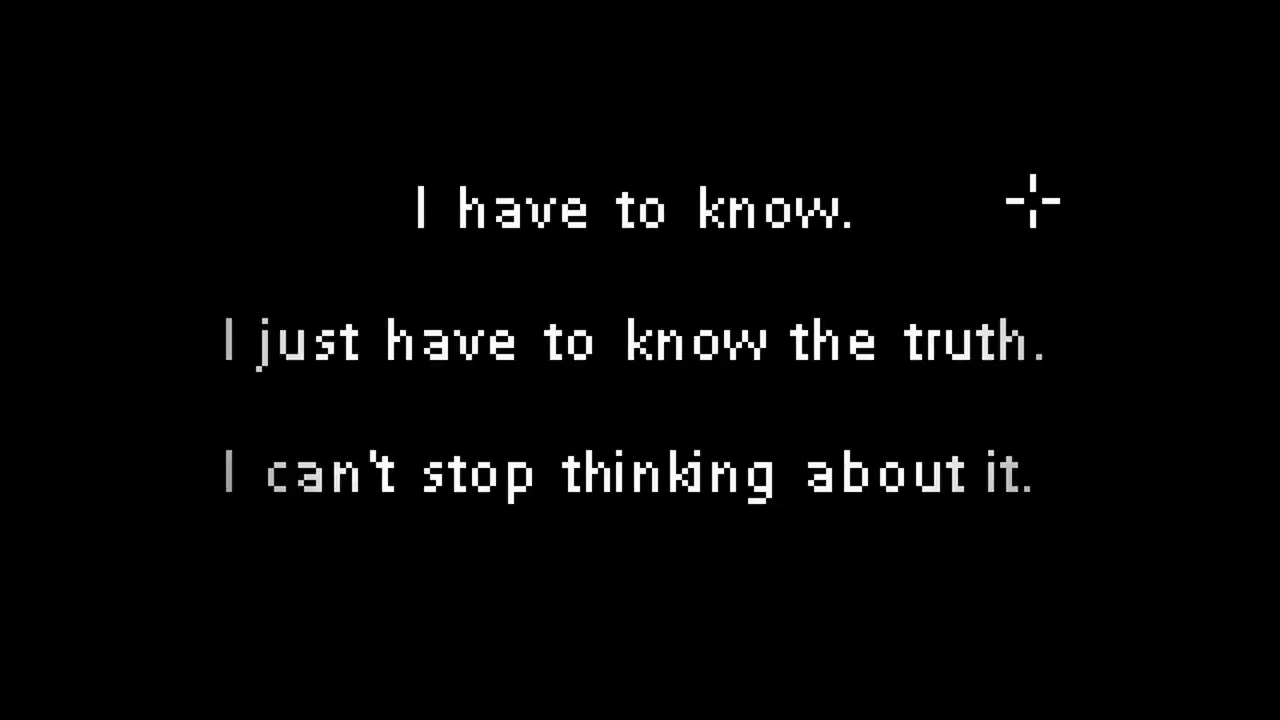 I have to know.
I just have to know the truth.
I can't stop thinking about it.